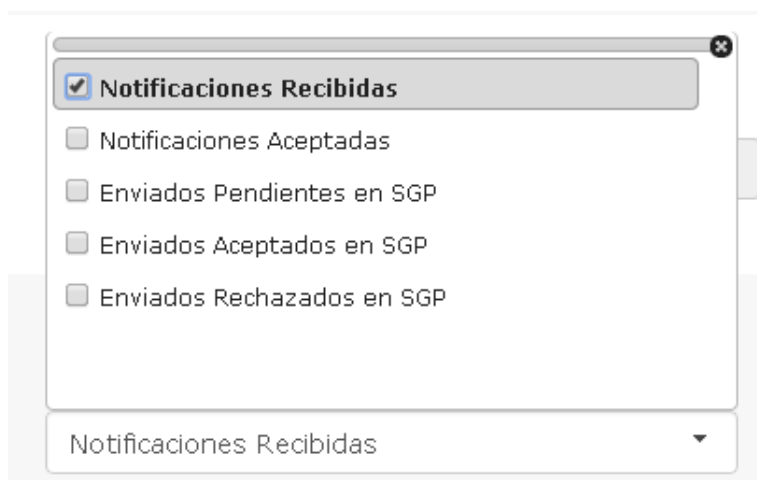 Notificaciones Recibidas
Notificaciones Aceptadas
Enviados Pendientes en SGP
Enviados Aceptados en SGP
Enviados Rechazados en SGP
Notificaciones Recibidas